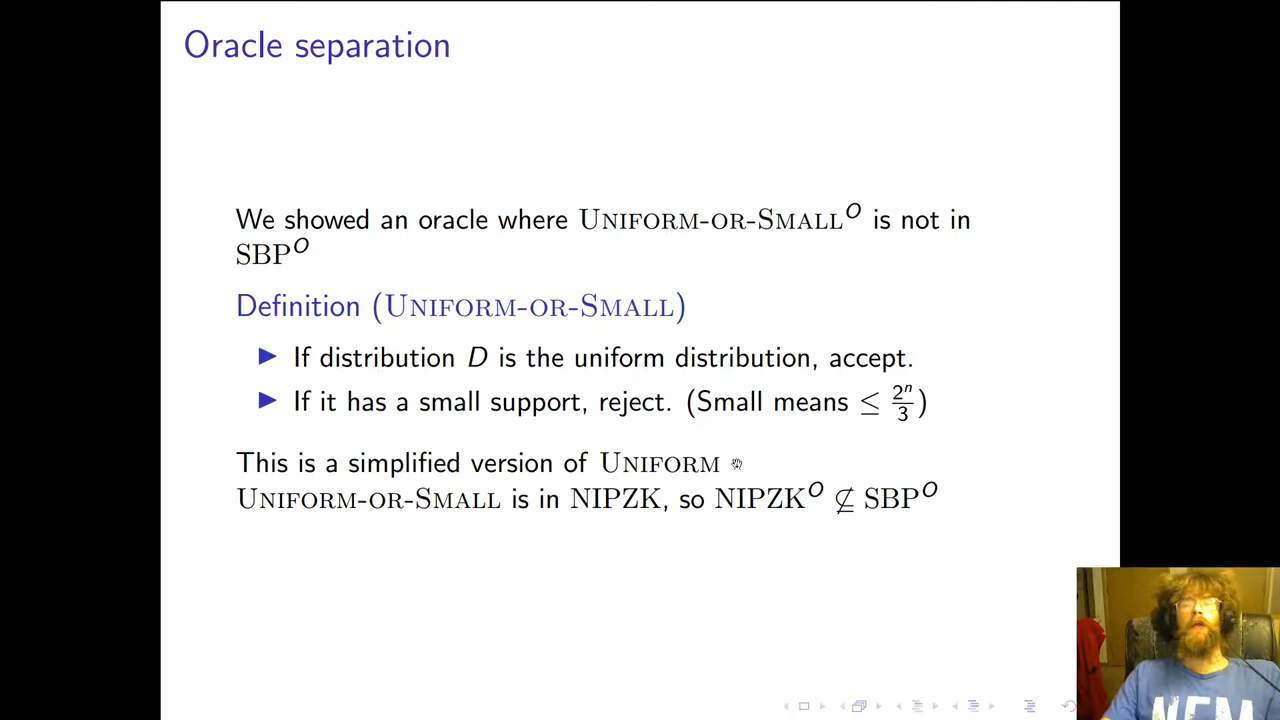 Oracle separation
We showed an oracle where UNIFORM-OR-SMALL^O is not in
SBP^O
Definition (UNIFORM-OR-SMALL)
▶ If distribution D is the uniform distribution, accept.
▶ If it has a small support, reject. (Small means ≤ 2^n/3)
This is a simplified version of UNIFORM
UNIFORM-OR-SMALL is in NIPZK, so NIPZK^O ⊈ SBP^O